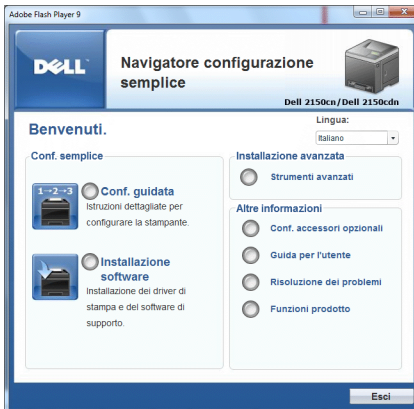 Adobe Flash Player 9
DELL
Navigatore configurazione
semplice
Dell 2150cn/Dell 2150cdn
Benvenuti.
Lingua:
Italiano
Conf. semplice
1→2→3
Conf. guidata
Istruzioni dettagliate per
configurare la stampante.
Installazione
software
Installazione dei driver di
stampa e del software di
supporto.
Installazione avanzata
Strumenti avanzati
Altre informazioni
Conf. accessori opzionali
Guida per l'utente
Risoluzione dei problemi
Funzioni prodotto
Esci